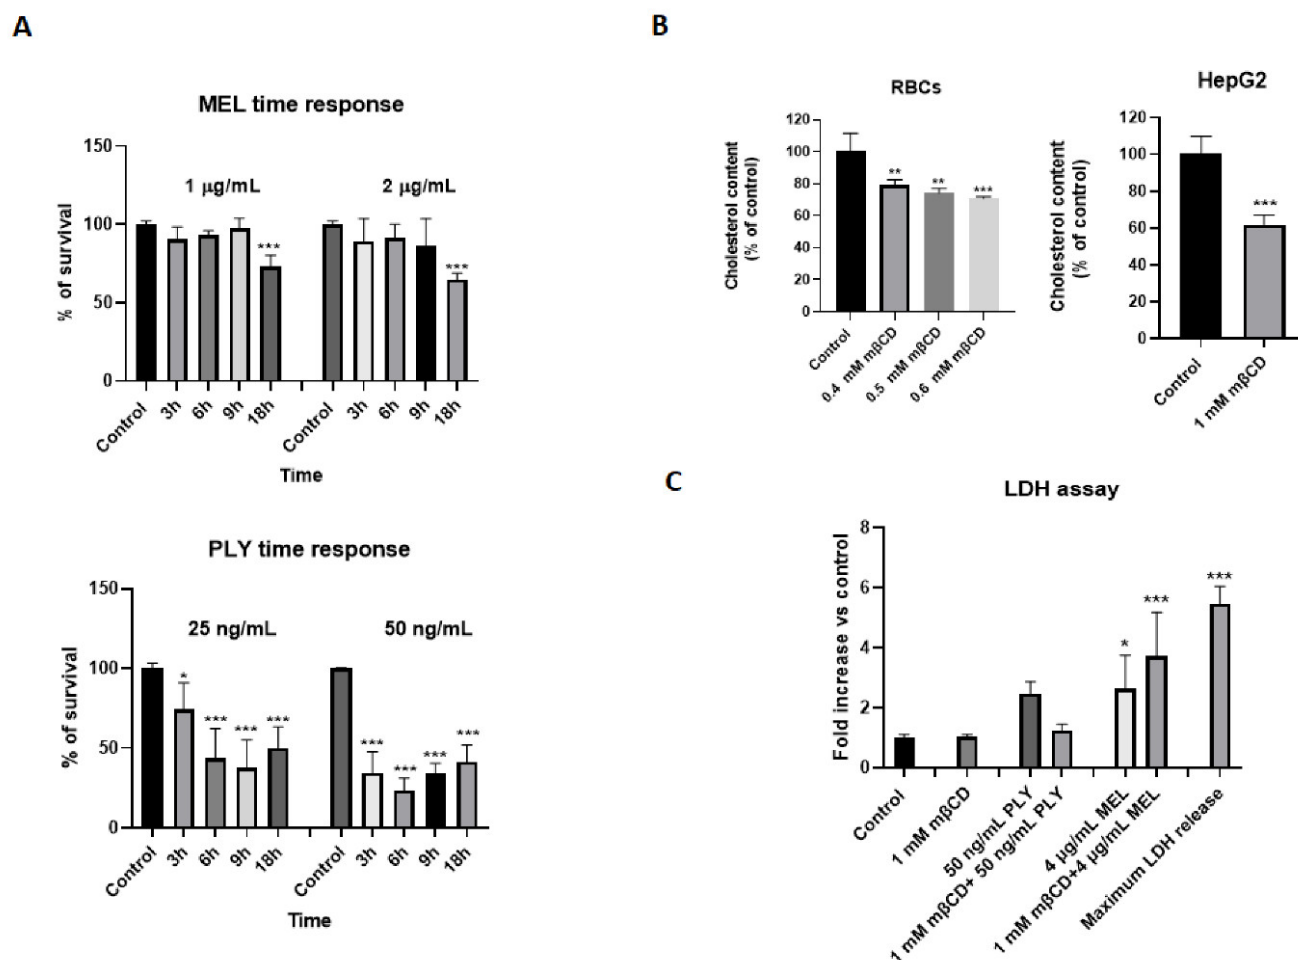 A
MEL time response
% of survival
150
100
50
0
1 µg/mL
2 µg/mL
***
***
Control
3h
6h
9h
18h
Control
3h
6h
9h
18h
Time
PLY time response
% of survival
150
100
50
0
25 ng/mL
50 ng/mL
*
***
***
***
***
***
***
***
Control
3h
6h
9h
18h
Control
3h
6h
9h
18h
Time
B
RBCs
Cholesterol content
(% of control)
120
100
80
60
40
20
0
**
**
***
Control
0.4 mM mβCD
0.5 mM mβCD
0.6 mM mβCD
HepG2
Cholesterol content
(% of control)
120
100
80
60
40
20
0
***
Control
1 mM mβCD
C
LDH assay
Fold increase vs control
8
6
4
2
0
*
***
***
Control
1 mM mβCD
50 ng/mL PLY
1 mM mβCD+ 50 ng/mL PLY
4 µg/mL MEL
1 mM mβCD+4 µg/mL MEL
Maximum LDH release